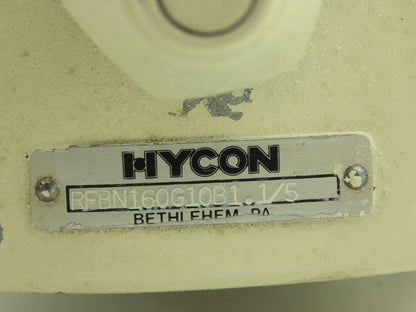 HYCON
RFBN160G10B1.1/5
BETHLEHEM PA